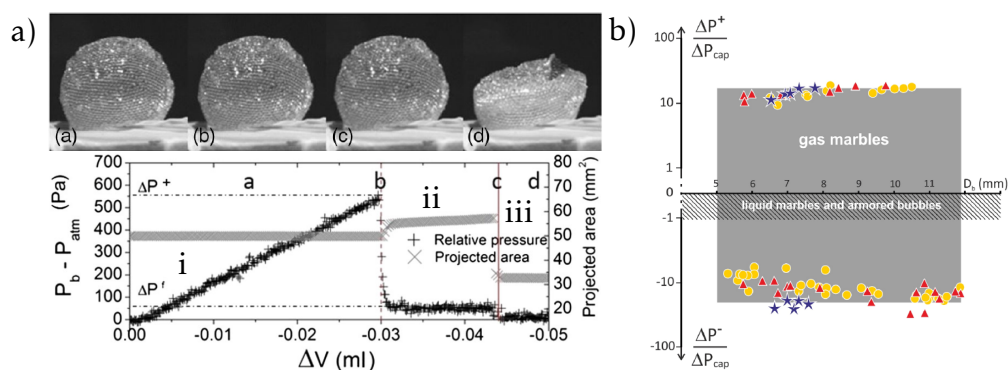 a)
(a) (b) (c) (d)
700
600
500
400
300
200
100
0
P_b - P_atm (Pa)
ΔP⁺
ΔP^f
a b c d
i ii iii
+ Relative pressure
× Projected area
80
70
60
50
40
30
20
10
Projected area (mm²)
0.00 -0.01 -0.02 -0.03 -0.04 -0.05
ΔV (ml)
b)
ΔP⁺
ΔP_cap
100
10
1
0
-1
-10
-100
gas marbles
5 6 7 8 9 10 11 D_b (mm)
liquid marbles and armored bubbles
ΔP⁻
ΔP_cap